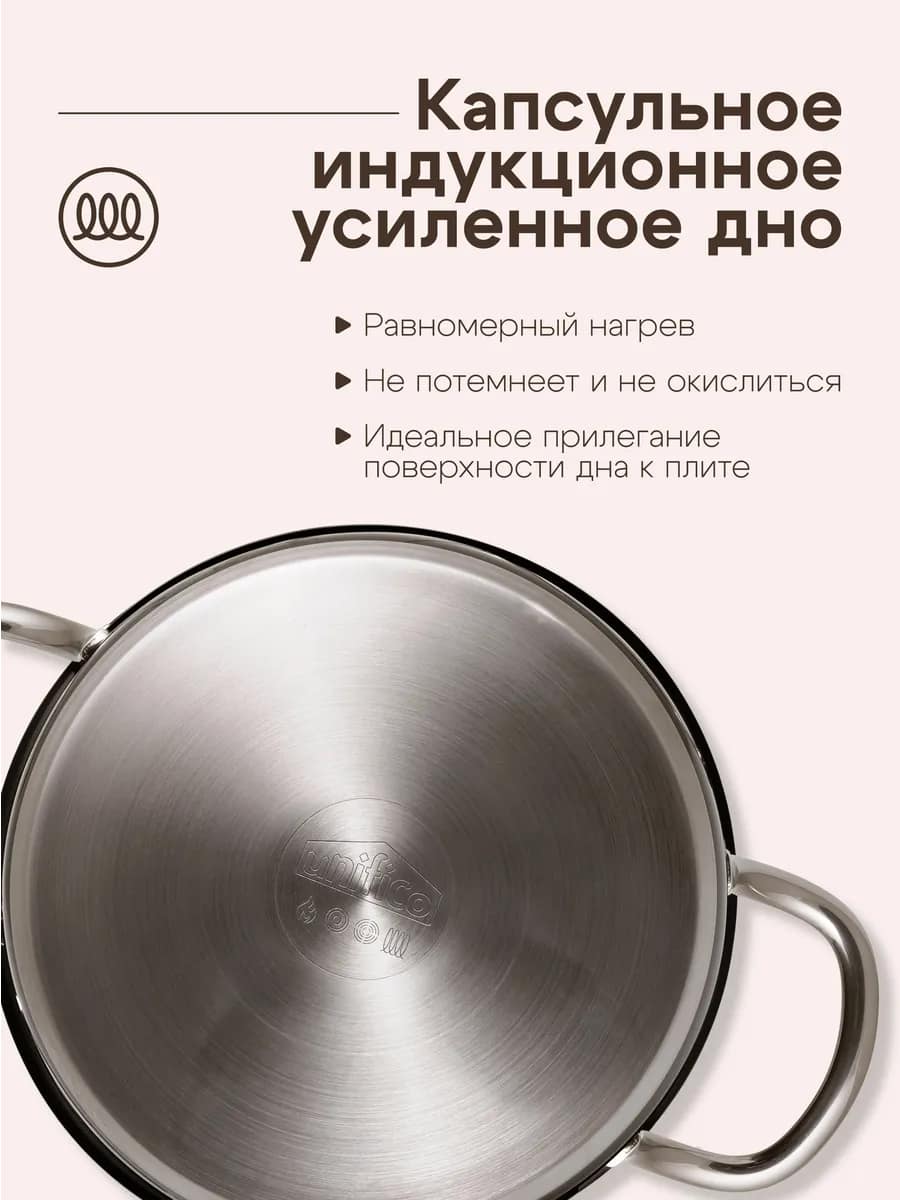 Капсульное
индукционное
усиленное дно
Равномерный нагрев
Не потемнеет и не окислиться
Идеальное прилегание
поверхности дна к плите
unifico